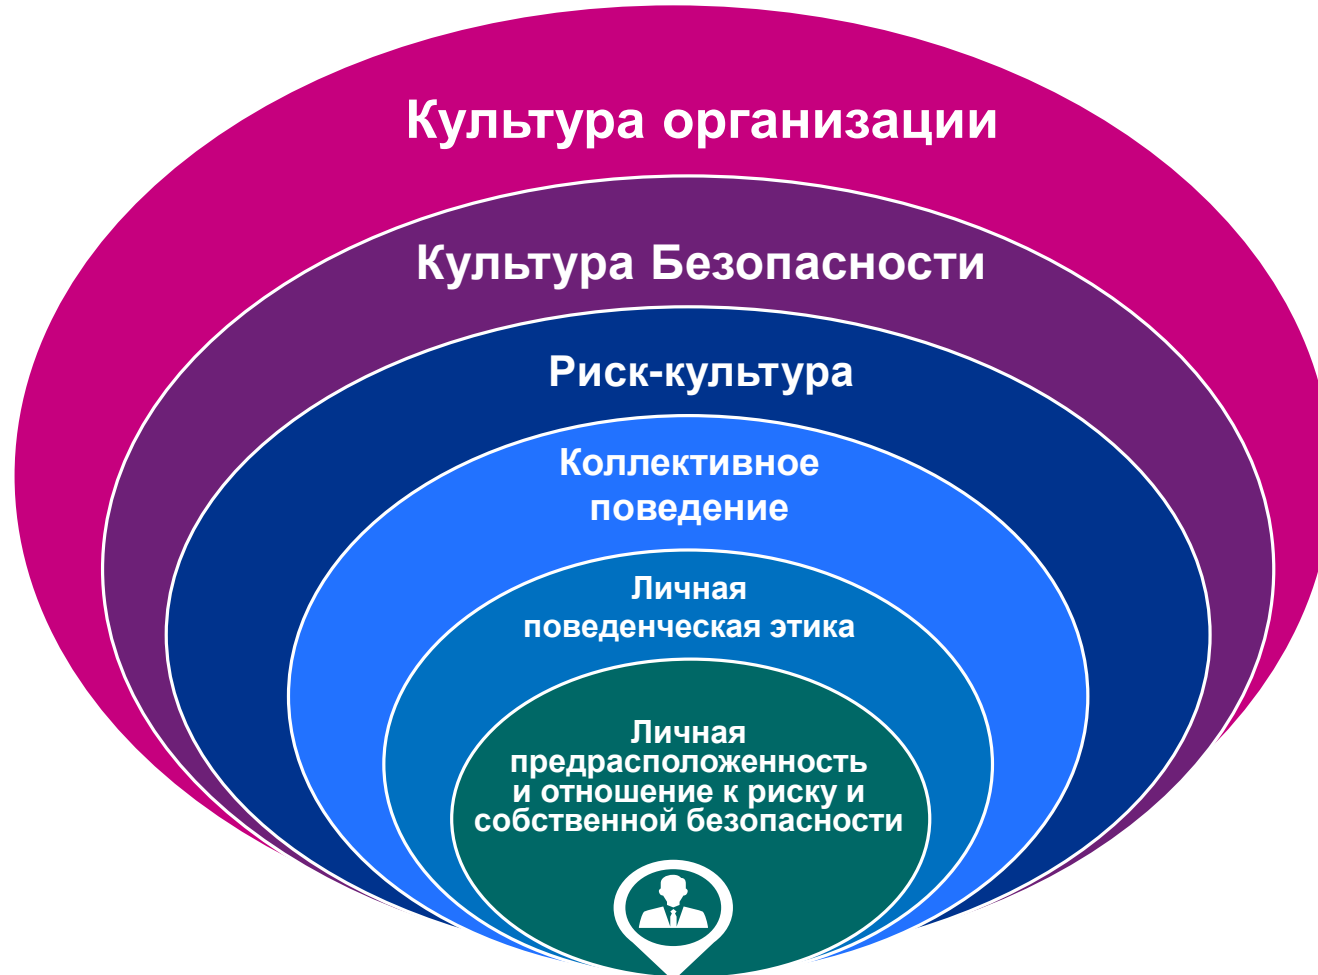 Культура организации
Культура Безопасности
Риск-культура
Коллективное
поведение
Личная
поведенческая этика
Личная
предрасположенность
и отношение к риску и
собственной безопасности